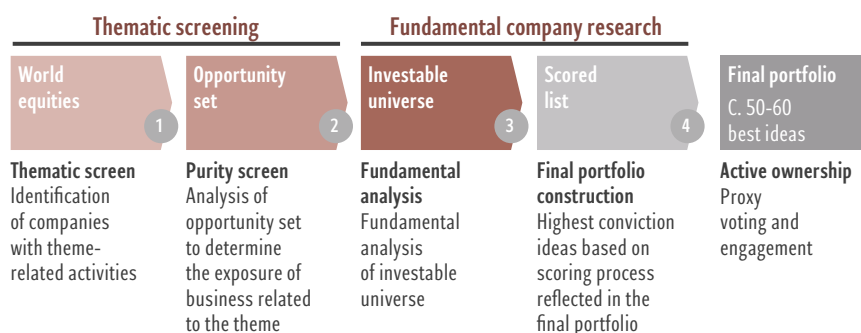 Thematic screening
Fundamental company research
World
equities
1
Opportunity
set
2
Investable
universe
3
Scored
list
4
Final portfolio
C. 50-60
best ideas
Thematic screen
Identification
of companies
with theme-
related activities
Purity screen
Analysis of
opportunity set
to determine
the exposure of
business related
to the theme
Fundamental
analysis
Fundamental
analysis
of investable
universe
Final portfolio
construction
Highest conviction
ideas based on
scoring process
reflected in the
final portfolio
Active ownership
Proxy
voting and
engagement